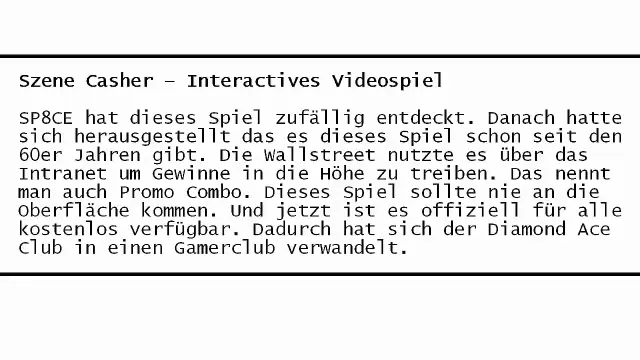 Szene Casher – Interactives Videospiel
SP8CE hat dieses Spiel zufällig entdeckt. Danach hatte
sich herausgestellt das es dieses Spiel schon seit den
60er Jahren gibt. Die Wallstreet nutzte es über das
Intranet um Gewinne in die Höhe zu treiben. Das nennt
man auch Promo Combo. Dieses Spiel sollte nie an die
Oberfläche kommen. Und jetzt ist es offiziell für alle
kostenlos verfügbar. Dadurch hat sich der Diamond Ace
Club in einen Gamerclub verwandelt.